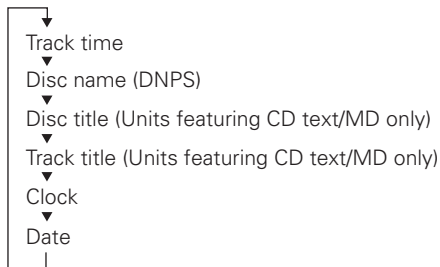 Track time
Disc name (DNPS)
Disc title (Units featuring CD text/MD only)
Track title (Units featuring CD text/MD only)
Clock
Date